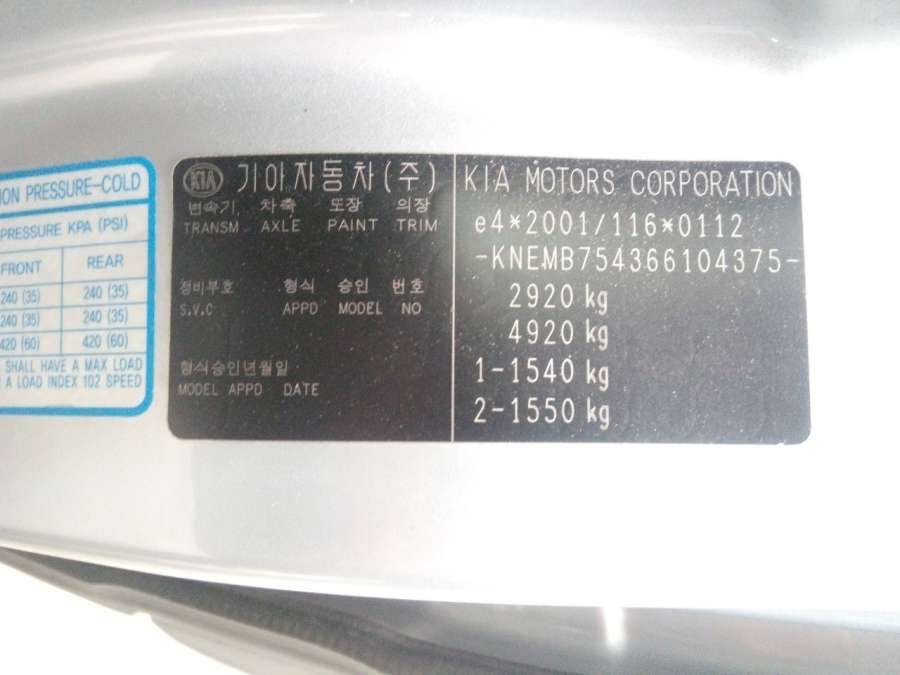 ION PRESSURE-COLD
PRESSURE KPA (PSI)
FRONT REAR
240 (35) 240 (35)
240 (35) 240 (35)
420 (60) 420 (60)
SHALL HAVE A MAX LOAD
A LOAD INDEX 102 SPEED
KIA 기아자동차(주)
변속기 차축 도장 의장
TRANSM AXLE PAINT TRIM
정비부호 형식 승인 번호
S.V.C APPD MODEL NO
형식승인년월일
MODEL APPD DATE
KIA MOTORS CORPORATION
e4*2001/116*0112
-KNEMB754366104375-
2920 kg
4920 kg
1-1540 kg
2-1550 kg